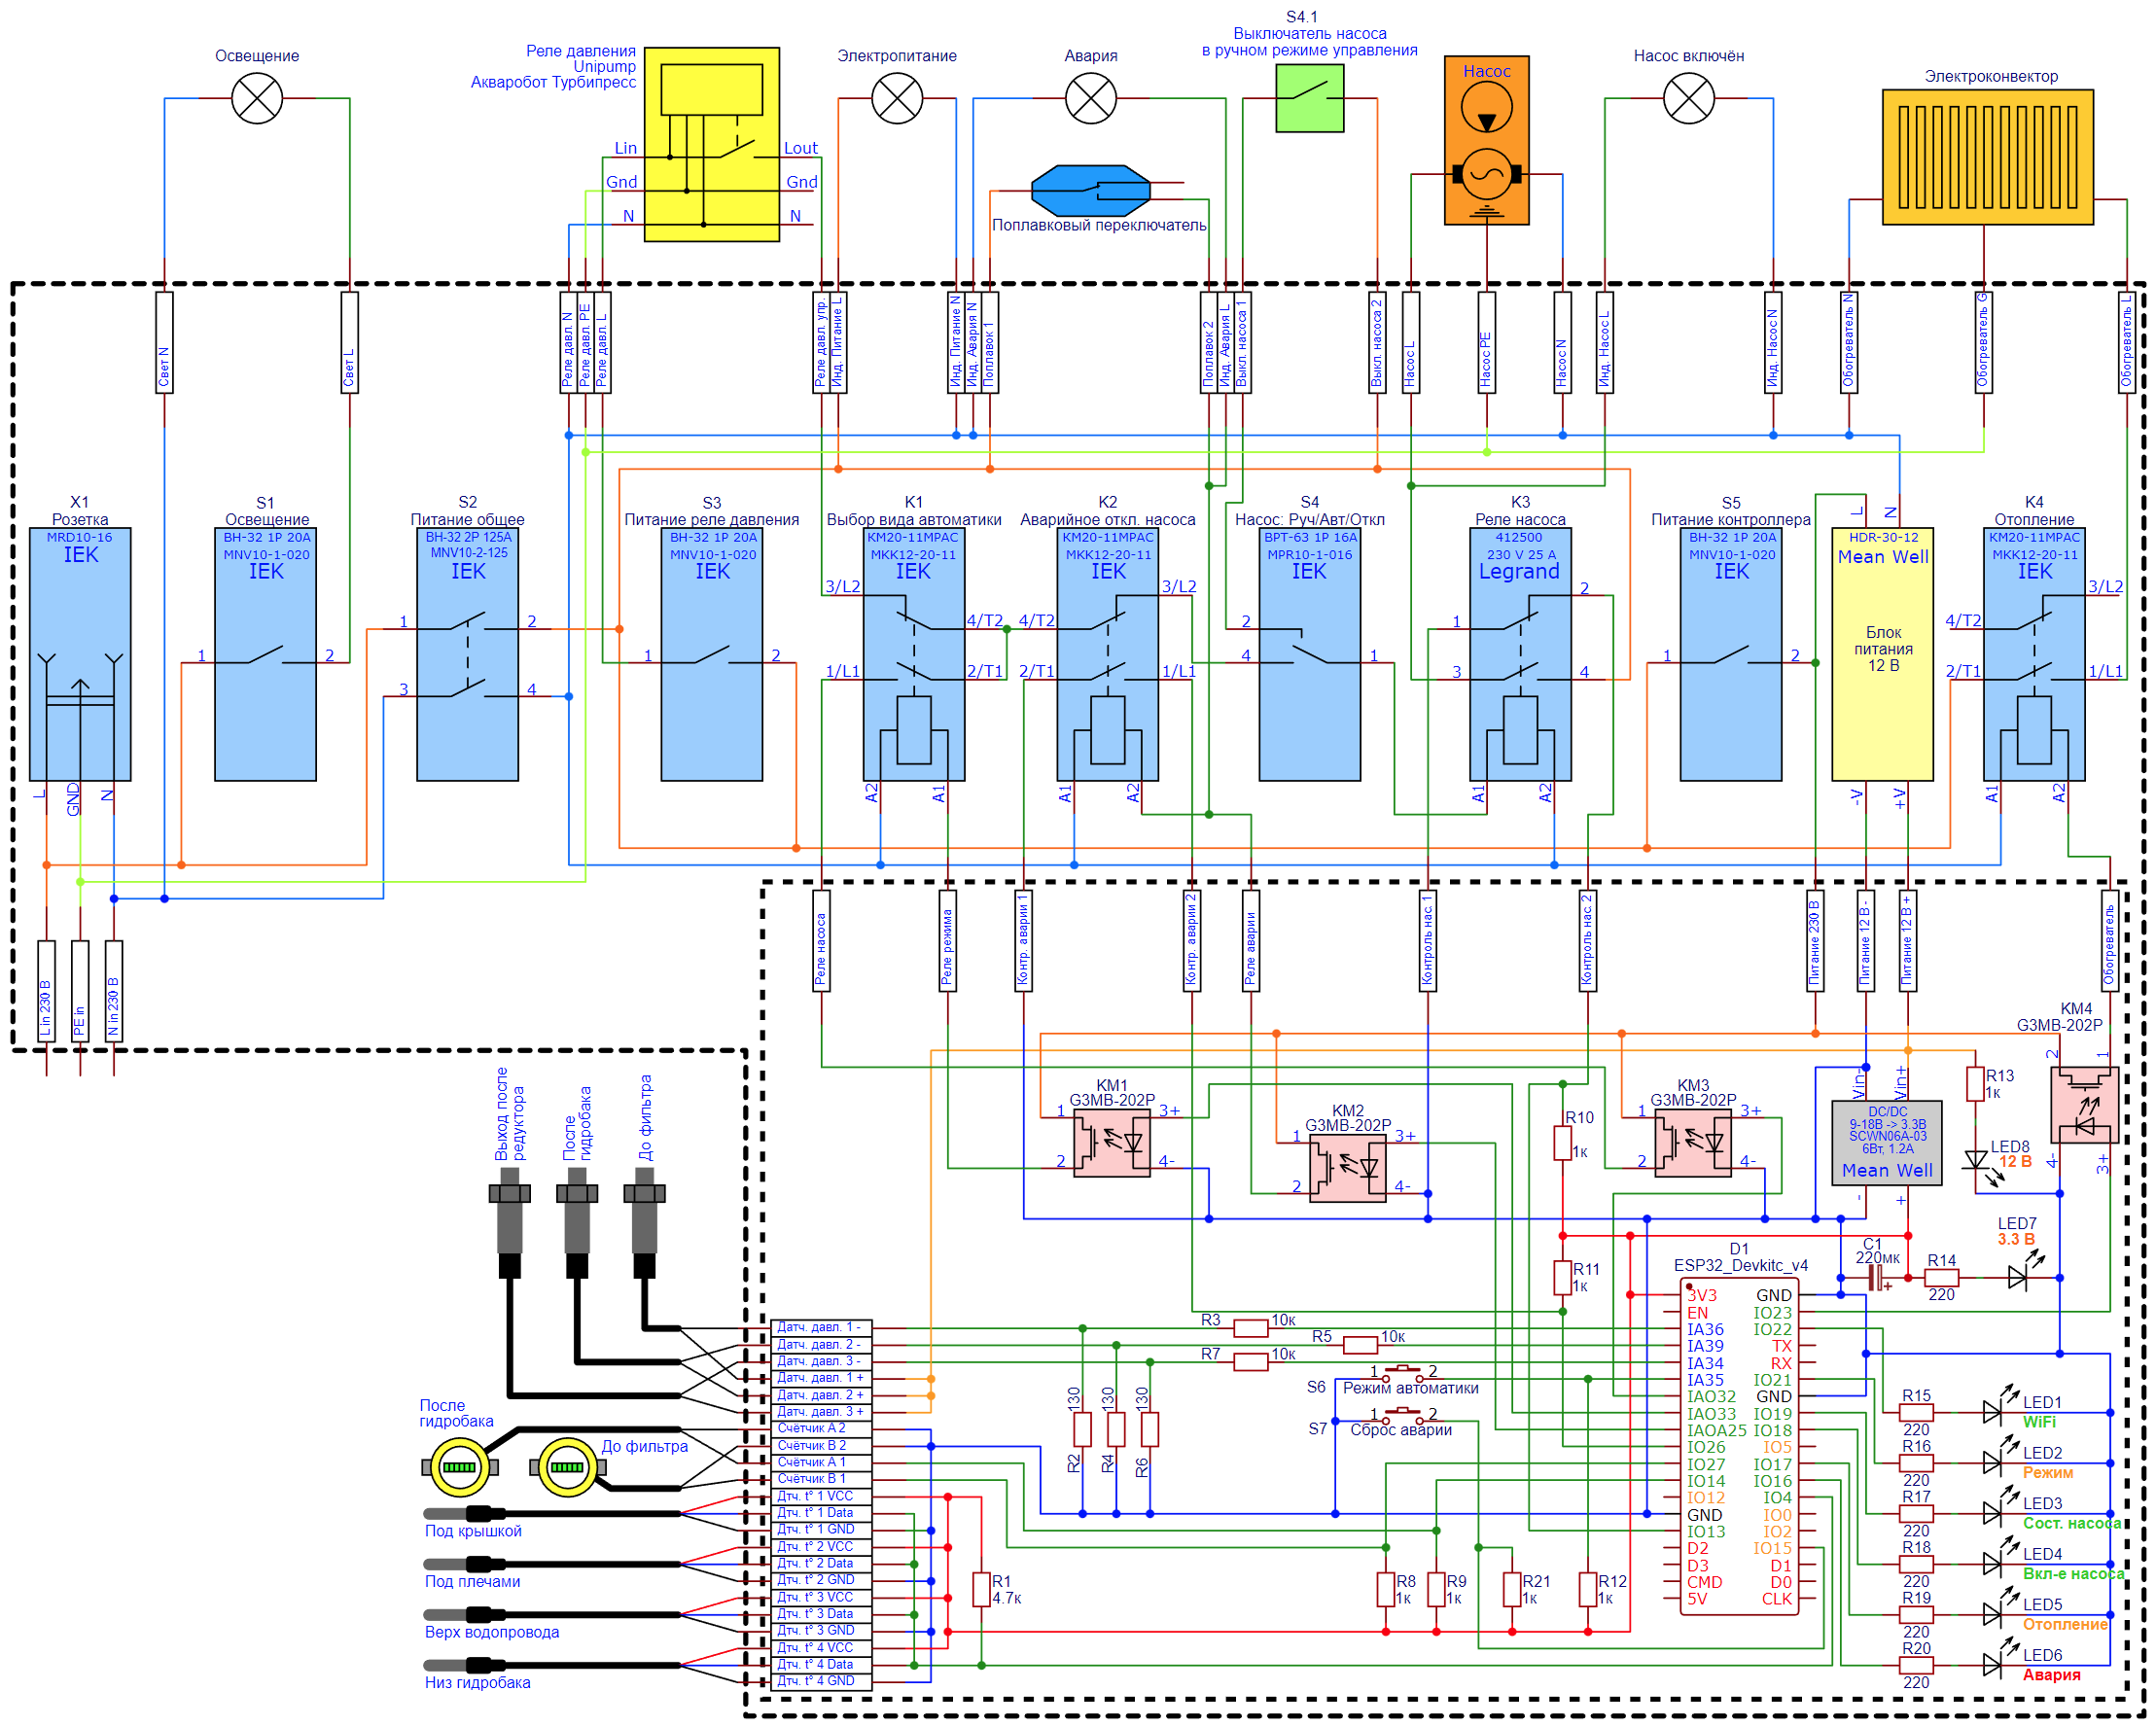 S4.1
Выключатель насоса
в ручном режиме управления
Освещение
Реле давления
Unipump
Акваробот Турбипресс
Электропитание
Авария
Насос
Насос включён
Электроконвектор
Lin
Lout
Gnd
Gnd
N
N
Поплавковый переключатель
Свет N
Свет L
Реле давл. N
Реле давл. PE
Реле давл. L
Реле давл. упр.
Инд. Питание L
Инд. Питание N
Инд. Авария N
Поплавок 1
Поплавок 2
Инд. Авария L
Выкл. насоса 1
Выкл. насоса 2
Насос L
Насос PE
Насос N
Инд. Насос L
Инд. Насос N
Обогреватель N
Обогреватель G
Обогреватель L
X1
Розетка
MRD10-16
IEK
L
GND
N
S1
Освещение
ВН-32 1P 20A
MNV10-1-020
IEK
1
2
S2
Питание общее
ВН-32 2P 125A
MNV10-2-125
IEK
1
2
3
4
S3
Питание реле давления
ВН-32 1P 20A
MNV10-1-020
IEK
1
2
K1
Выбор вида автоматики
KM20-11MPAC
MKK12-20-11
IEK
3/L2
4/T2
1/L1
2/T1
A2
A1
K2
Аварийное откл. насоса
KM20-11MPAC
MKK12-20-11
IEK
3/L2
4/T2
2/T1
1/L1
A1
A2
S4
Насос: Руч/Авт/Откл
ВРТ-63 1P 16A
MPR10-1-016
IEK
2
4
1
K3
Реле насоса
412500
230 V 25 A
Legrand
2
1
3
4
A1
A2
S5
Питание контроллера
ВН-32 1P 20A
MNV10-1-020
IEK
1
2
L
N
HDR-30-12
Mean Well
Блок
питания
12 В
-V
+V
K4
Отопление
KM20-11MPAC
MKK12-20-11
IEK
3/L2
4/T2
2/T1
1/L1
A1
A2
L in 230 В
PE in
N in 230 В
Реле насоса
Реле режима
Контр. аварии 1
Контр. аварии 2
Реле аварии
Контроль нас. 1
Контроль нас. 2
Питание 230 В
Питание 12 В -
Питание 12 В +
Обогреватель
KM4
G3MB-202P
2
1
4-
3+
KM1
G3MB-202P
1
3+
2
4-
KM2
G3MB-202P
1
3+
2
4-
KM3
G3MB-202P
1
3+
2
4-
R10
1к
R11
1к
Vin-
Vin+
DC/DC
9-18В -> 3.3В
SCWN06A-03
6Вт, 1.2А
Mean Well
-
+
R13
1к
LED8
12 В
LED7
3.3 В
C1
220мк
+
R14
220
Выход после
редуктора
После
гидробака
До фильтра
D1
ESP32_Devkitc_v4
3V3
EN
IA36
IA39
IA34
IA35
IAO32
IAO33
IAOA25
IO26
IO27
IO14
IO12
GND
IO13
D2
D3
CMD
5V
GND
IO23
IO22
TX
RX
IO21
GND
IO19
IO18
IO5
IO17
IO16
IO4
IO0
IO2
IO15
D1
D0
CLK
R3
10к
R5
10к
R7
10к
S6
1
2
Режим автоматики
S7
1
2
Сброс аварии
R2
130
R4
130
R6
130
Датч. давл. 1 -
Датч. давл. 2 -
Датч. давл. 3 -
Датч. давл. 1 +
Датч. давл. 2 +
Датч. давл. 3 +
Счётчик A 2
Счётчик B 2
Счётчик A 1
Счётчик B 1
Дтч. t° 1 VCC
Дтч. t° 1 Data
Дтч. t° 1 GND
Дтч. t° 2 VCC
Дтч. t° 2 Data
Дтч. t° 2 GND
Дтч. t° 3 VCC
Дтч. t° 3 Data
Дтч. t° 3 GND
Дтч. t° 4 VCC
Дтч. t° 4 Data
Дтч. t° 4 GND
После
гидробака
До фильтра
Под крышкой
Под плечами
Верх водопровода
Низ гидробака
R1
4.7к
R8
1к
R9
1к
R21
1к
R12
1к
R15
220
LED1
WiFi
R16
220
LED2
Режим
R17
220
LED3
Сост. насоса
R18
220
LED4
Вкл-е насоса
R19
220
LED5
Отопление
R20
220
LED6
Авария